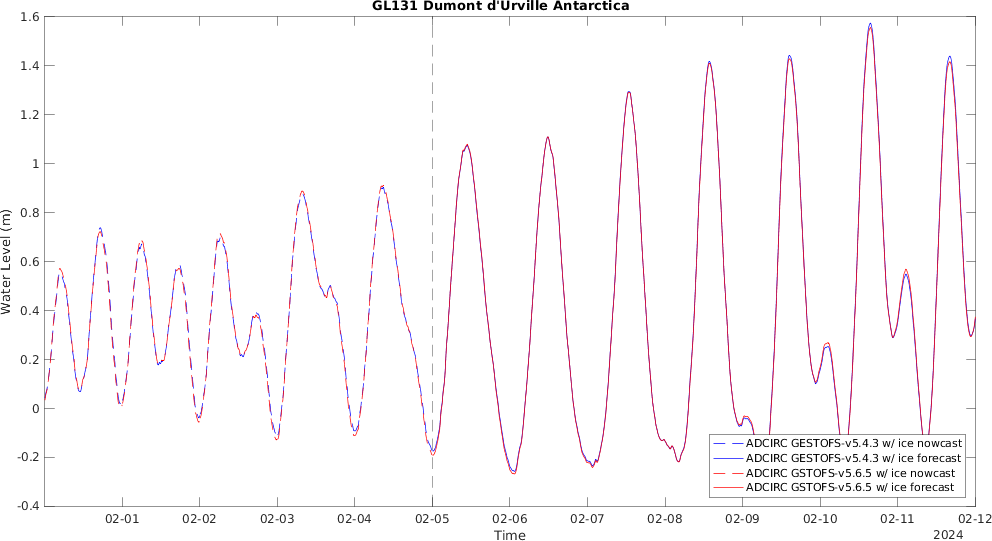 GL131 Dumont d'Urville Antarctica
1.6
1.4
1.2
1
0.8
0.6
0.4
0.2
0
-0.2
-0.4
Water Level (m)
ADCIRC GESTOFS-v5.4.3 w/ ice nowcast
ADCIRC GESTOFS-v5.4.3 w/ ice forecast
ADCIRC GSTOFS-v5.6.5 w/ ice nowcast
ADCIRC GSTOFS-v5.6.5 w/ ice forecast
02-01 02-02 02-03 02-04 02-05 02-06 02-07 02-08 02-09 02-10 02-11 02-12
Time
2024